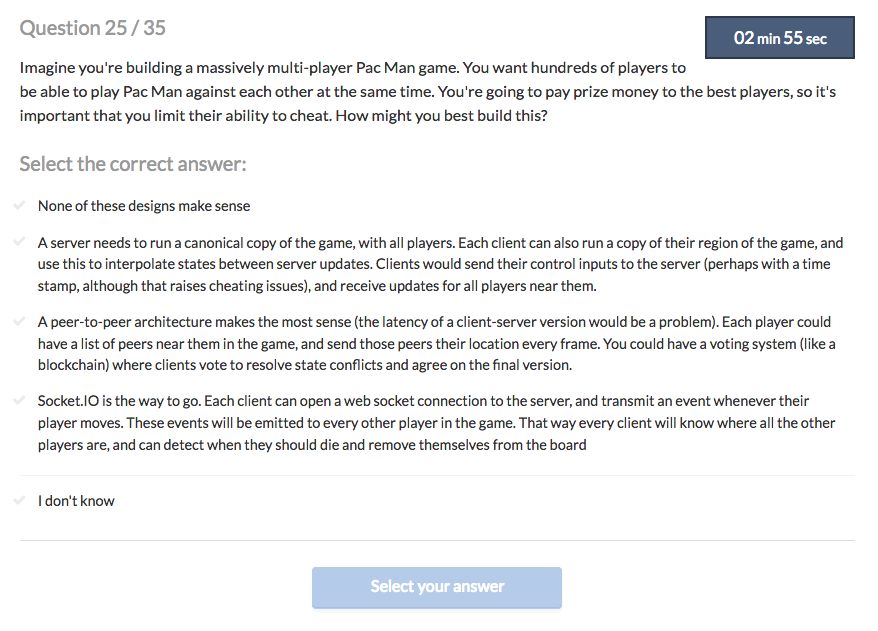 Question 25 / 35
02 min 55 sec
Imagine you're building a massively multi-player Pac Man game. You want hundreds of players to
be able to play Pac Man against each other at the same time. You're going to pay prize money to the best players, so it's
important that you limit their ability to cheat. How might you best build this?
Select the correct answer:
None of these designs make sense
A server needs to run a canonical copy of the game, with all players. Each client can also run a copy of their region of the game, and
use this to interpolate states between server updates. Clients would send their control inputs to the server (perhaps with a time
stamp, although that raises cheating issues), and receive updates for all players near them.
A peer-to-peer architecture makes the most sense (the latency of a client-server version would be a problem). Each player could
have a list of peers near them in the game, and send those peers their location every frame. You could have a voting system (like a
blockchain) where clients vote to resolve state conflicts and agree on the final version.
Socket.IO is the way to go. Each client can open a web socket connection to the server, and transmit an event whenever their
player moves. These events will be emitted to every other player in the game. That way every client will know where all the other
players are, and can detect when they should die and remove themselves from the board
I don't know
Select your answer